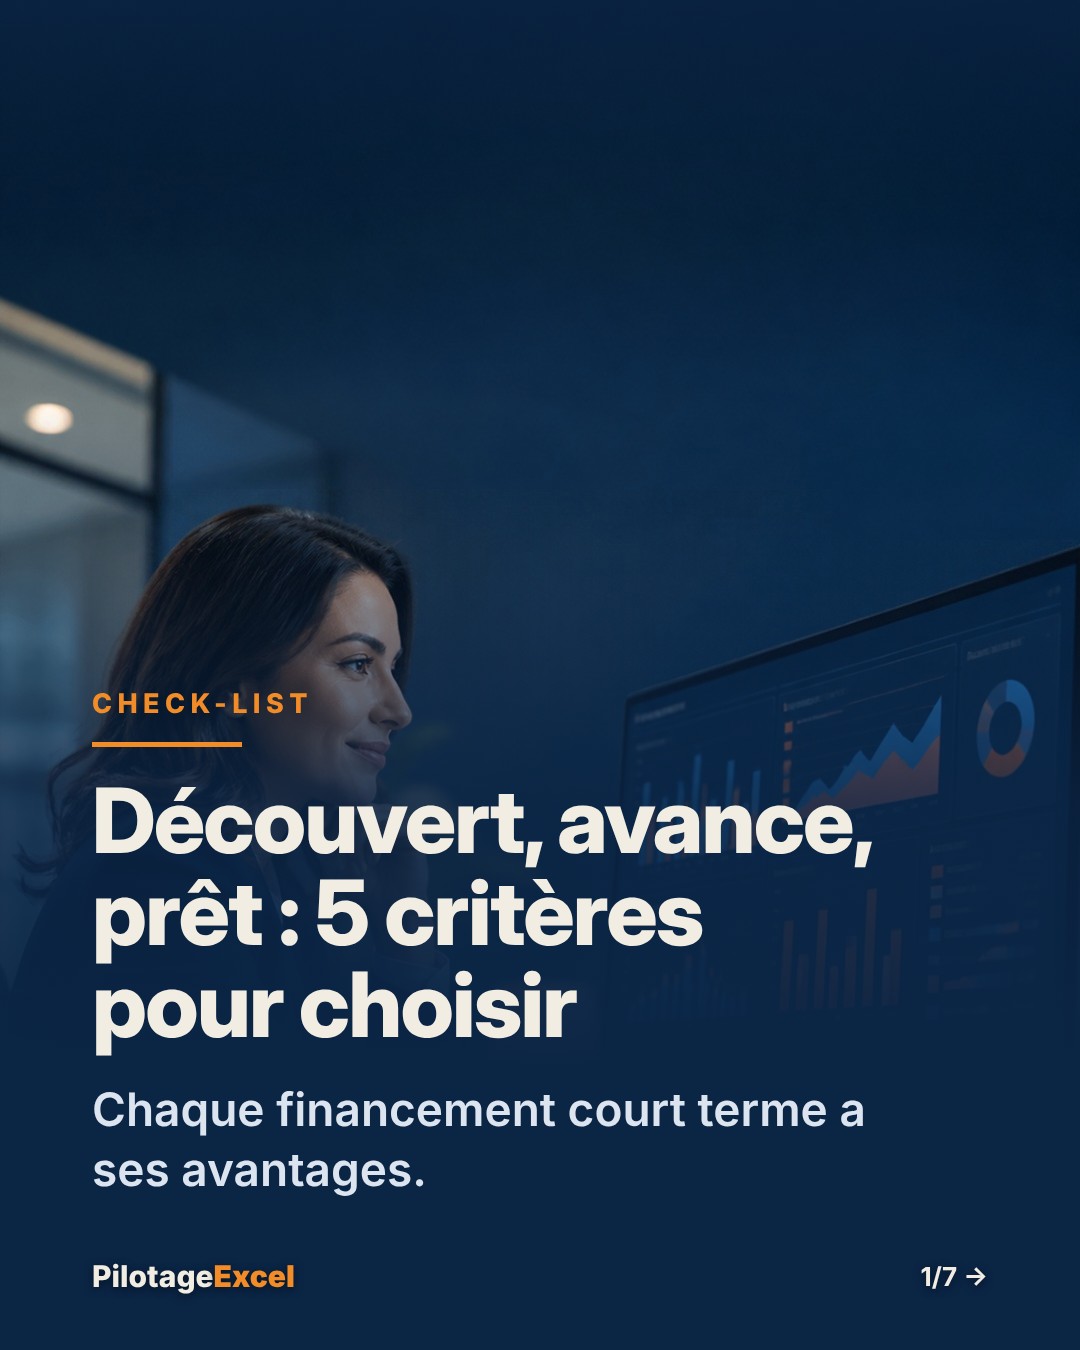 CHECK-LIST
Découvert, avance,
prêt : 5 critères
pour choisir
Chaque financement court terme a
ses avantages.
PilotageExcel
1/7 →